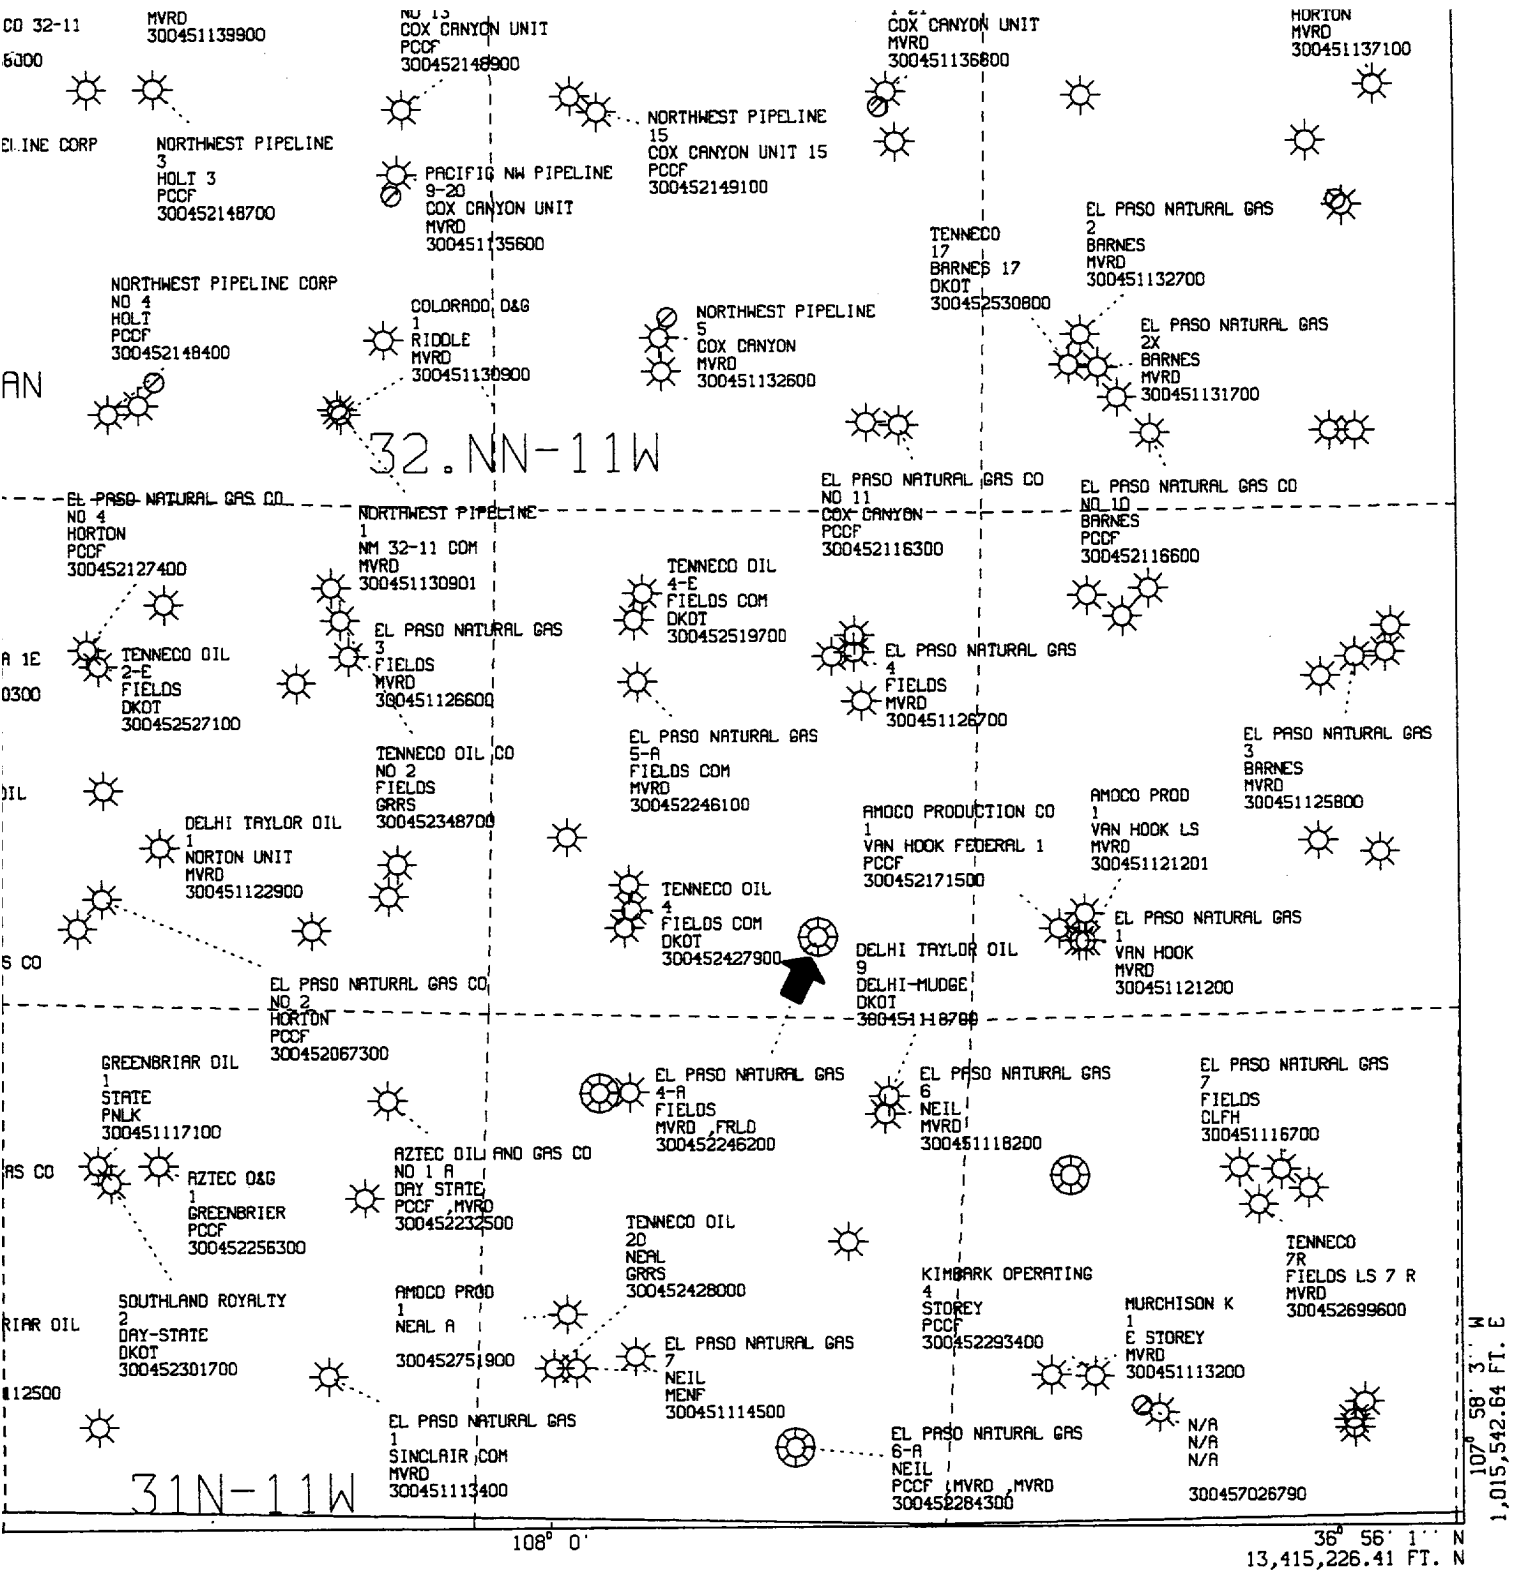 CO 32-11
6000
MVRD
300451139900
NO 13
COX CANYON UNIT
PCCF
300452148900
1-21
COX CANYON UNIT
MVRD
300451136800
HORTON
MVRD
300451137100
ELINE CORP
NORTHWEST PIPELINE
3
HOLT 3
PCCF
300452148700
PACIFIC NW PIPELINE
9-20
COX CANYON UNIT
MVRD
300451135600
NORTHWEST PIPELINE
15
COX CANYON UNIT 15
PCCF
300452149100
TENNECO
17
BARNES 17
DKOT
300452530800
EL PASO NATURAL GAS
2
BARNES
MVRD
300451132700
NORTHWEST PIPELINE CORP
NO 4
HOLT
PCCF
300452148400
COLORADO O&G
1
RIDDLE
MVRD
300451130900
NORTHWEST PIPELINE
5
COX CANYON
MVRD
300451132600
EL PASO NATURAL GAS
2X
BARNES
MVRD
300451131700
AN
32.NN-11W
EL PASO NATURAL GAS CO
NO 4
HORTON
PCCF
300452127400
NORTHWEST PIPELINE
1
NM 32-11 COM
MVRD
300451130901
EL PASO NATURAL GAS CO
NO 11
COX CANYON
PCCF
300452116300
EL PASO NATURAL GAS CO
NO 10
BARNES
PCCF
300452116600
A 1E
0300
TENNECO OIL
2-E
FIELDS
DKOT
300452527100
EL PASO NATURAL GAS
3
FIELDS
MVRD
300451126600
TENNECO OIL
4-E
FIELDS COM
DKOT
300452519700
EL PASO NATURAL GAS
4
FIELDS
MVRD
300451126700
TENNECO OIL CO
NO 2
FIELDS
GRRS
300452348700
EL PASO NATURAL GAS
5-A
FIELDS COM
MVRD
300452246100
EL PASO NATURAL GAS
3
BARNES
MVRD
300451125800
OIL
DELHI TAYLOR OIL
1
NORTON UNIT
MVRD
300451122900
AMOCO PRODUCTION CO
1
VAN HOOK FEDERAL 1
PCCF
300452171500
AMOCO PROD
1
VAN HOOK LS
MVRD
300451121201
TENNECO OIL
4
FIELDS COM
DKOT
300452427900
EL PASO NATURAL GAS
1
VAN HOOK
MVRD
300451121200
S CO
EL PASO NATURAL GAS CO
NO 2
HORTON
PCCF
300452067300
DELHI TAYLOR OIL
9
DELHI-MUDGE
DKOT
300451118700
GREENBRIAR OIL
1
STATE
PNLK
300451117100
EL PASO NATURAL GAS
4-A
FIELDS
MVRD ,FRLD
300452246200
EL PASO NATURAL GAS
6
NEIL
MVRD
300451118200
EL PASO NATURAL GAS
7
FIELDS
CLFH
300451116700
AS CO
AZTEC O&G
1
GREENBRIER
PCCF
300452256300
AZTEC OIL AND GAS CO
NO 1 A
DAY STATE
PCCF ,MVRD
300452232500
TENNECO OIL
20
NEAL
GRRS
300452428000
TENNECO
7R
FIELDS LS 7 R
MVRD
300452699600
RIAR OIL
112500
SOUTHLAND ROYALTY
2
DAY-STATE
DKOT
300452301700
AMOCO PROD
1
NEAL A
300452751900
KIMBARK OPERATING
4
STOREY
PCCF
300452293400
MURCHISON K
1
E STOREY
MVRD
300451113200
EL PASO NATURAL GAS
7
NEIL
MENF
300451114500
EL PASO NATURAL GAS
1
SINCLAIR COM
MVRD
300451113400
EL PASO NATURAL GAS
6-A
NEIL
PCCF ,MVRD ,MVRD
300452284300
N/A
N/A
N/A
300457026790
31N-11W
108° 0'
36° 56' 1'' N
13,415,226.41 FT. N
107° 58' 3'' W
1,015,542.64 FT. E